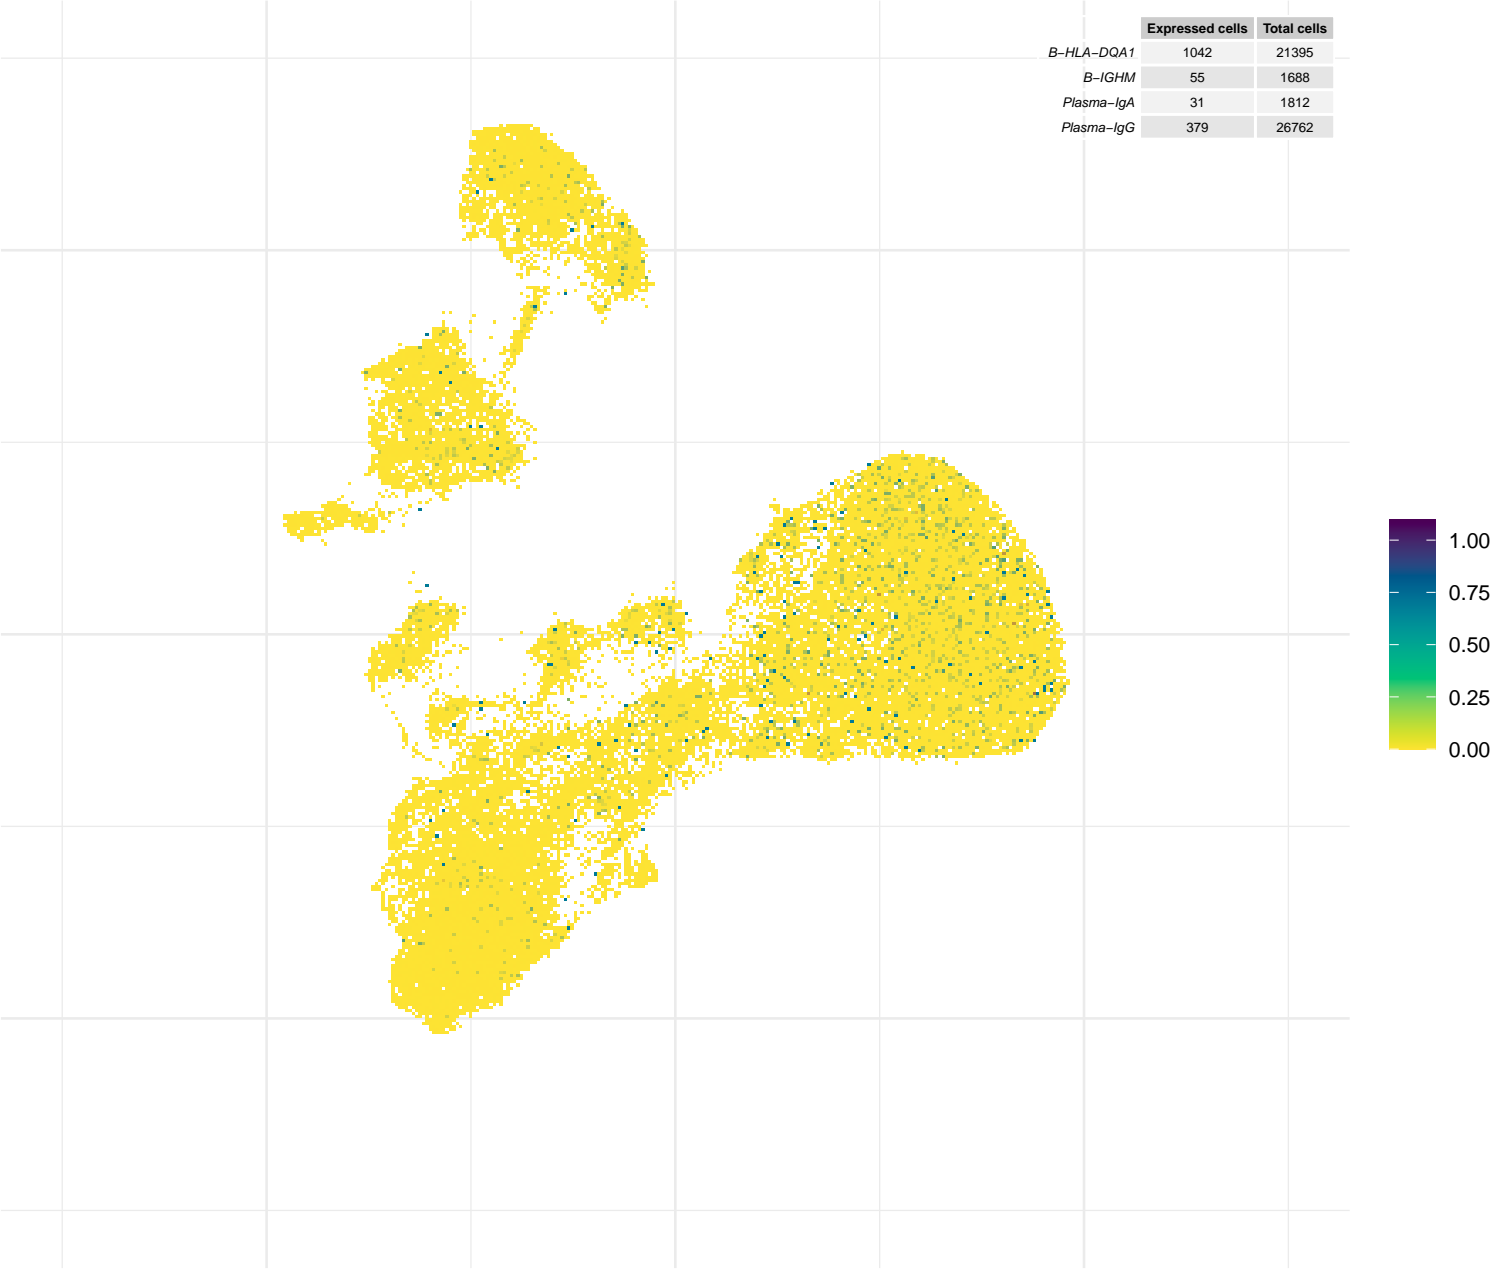 Expressed cells Total cells
B−HLA−DQA1 1042 21395
B−IGHM 55 1688
Plasma−IgA 31 1812
Plasma−IgG 379 26762
1.00
0.75
0.50
0.25
0.00